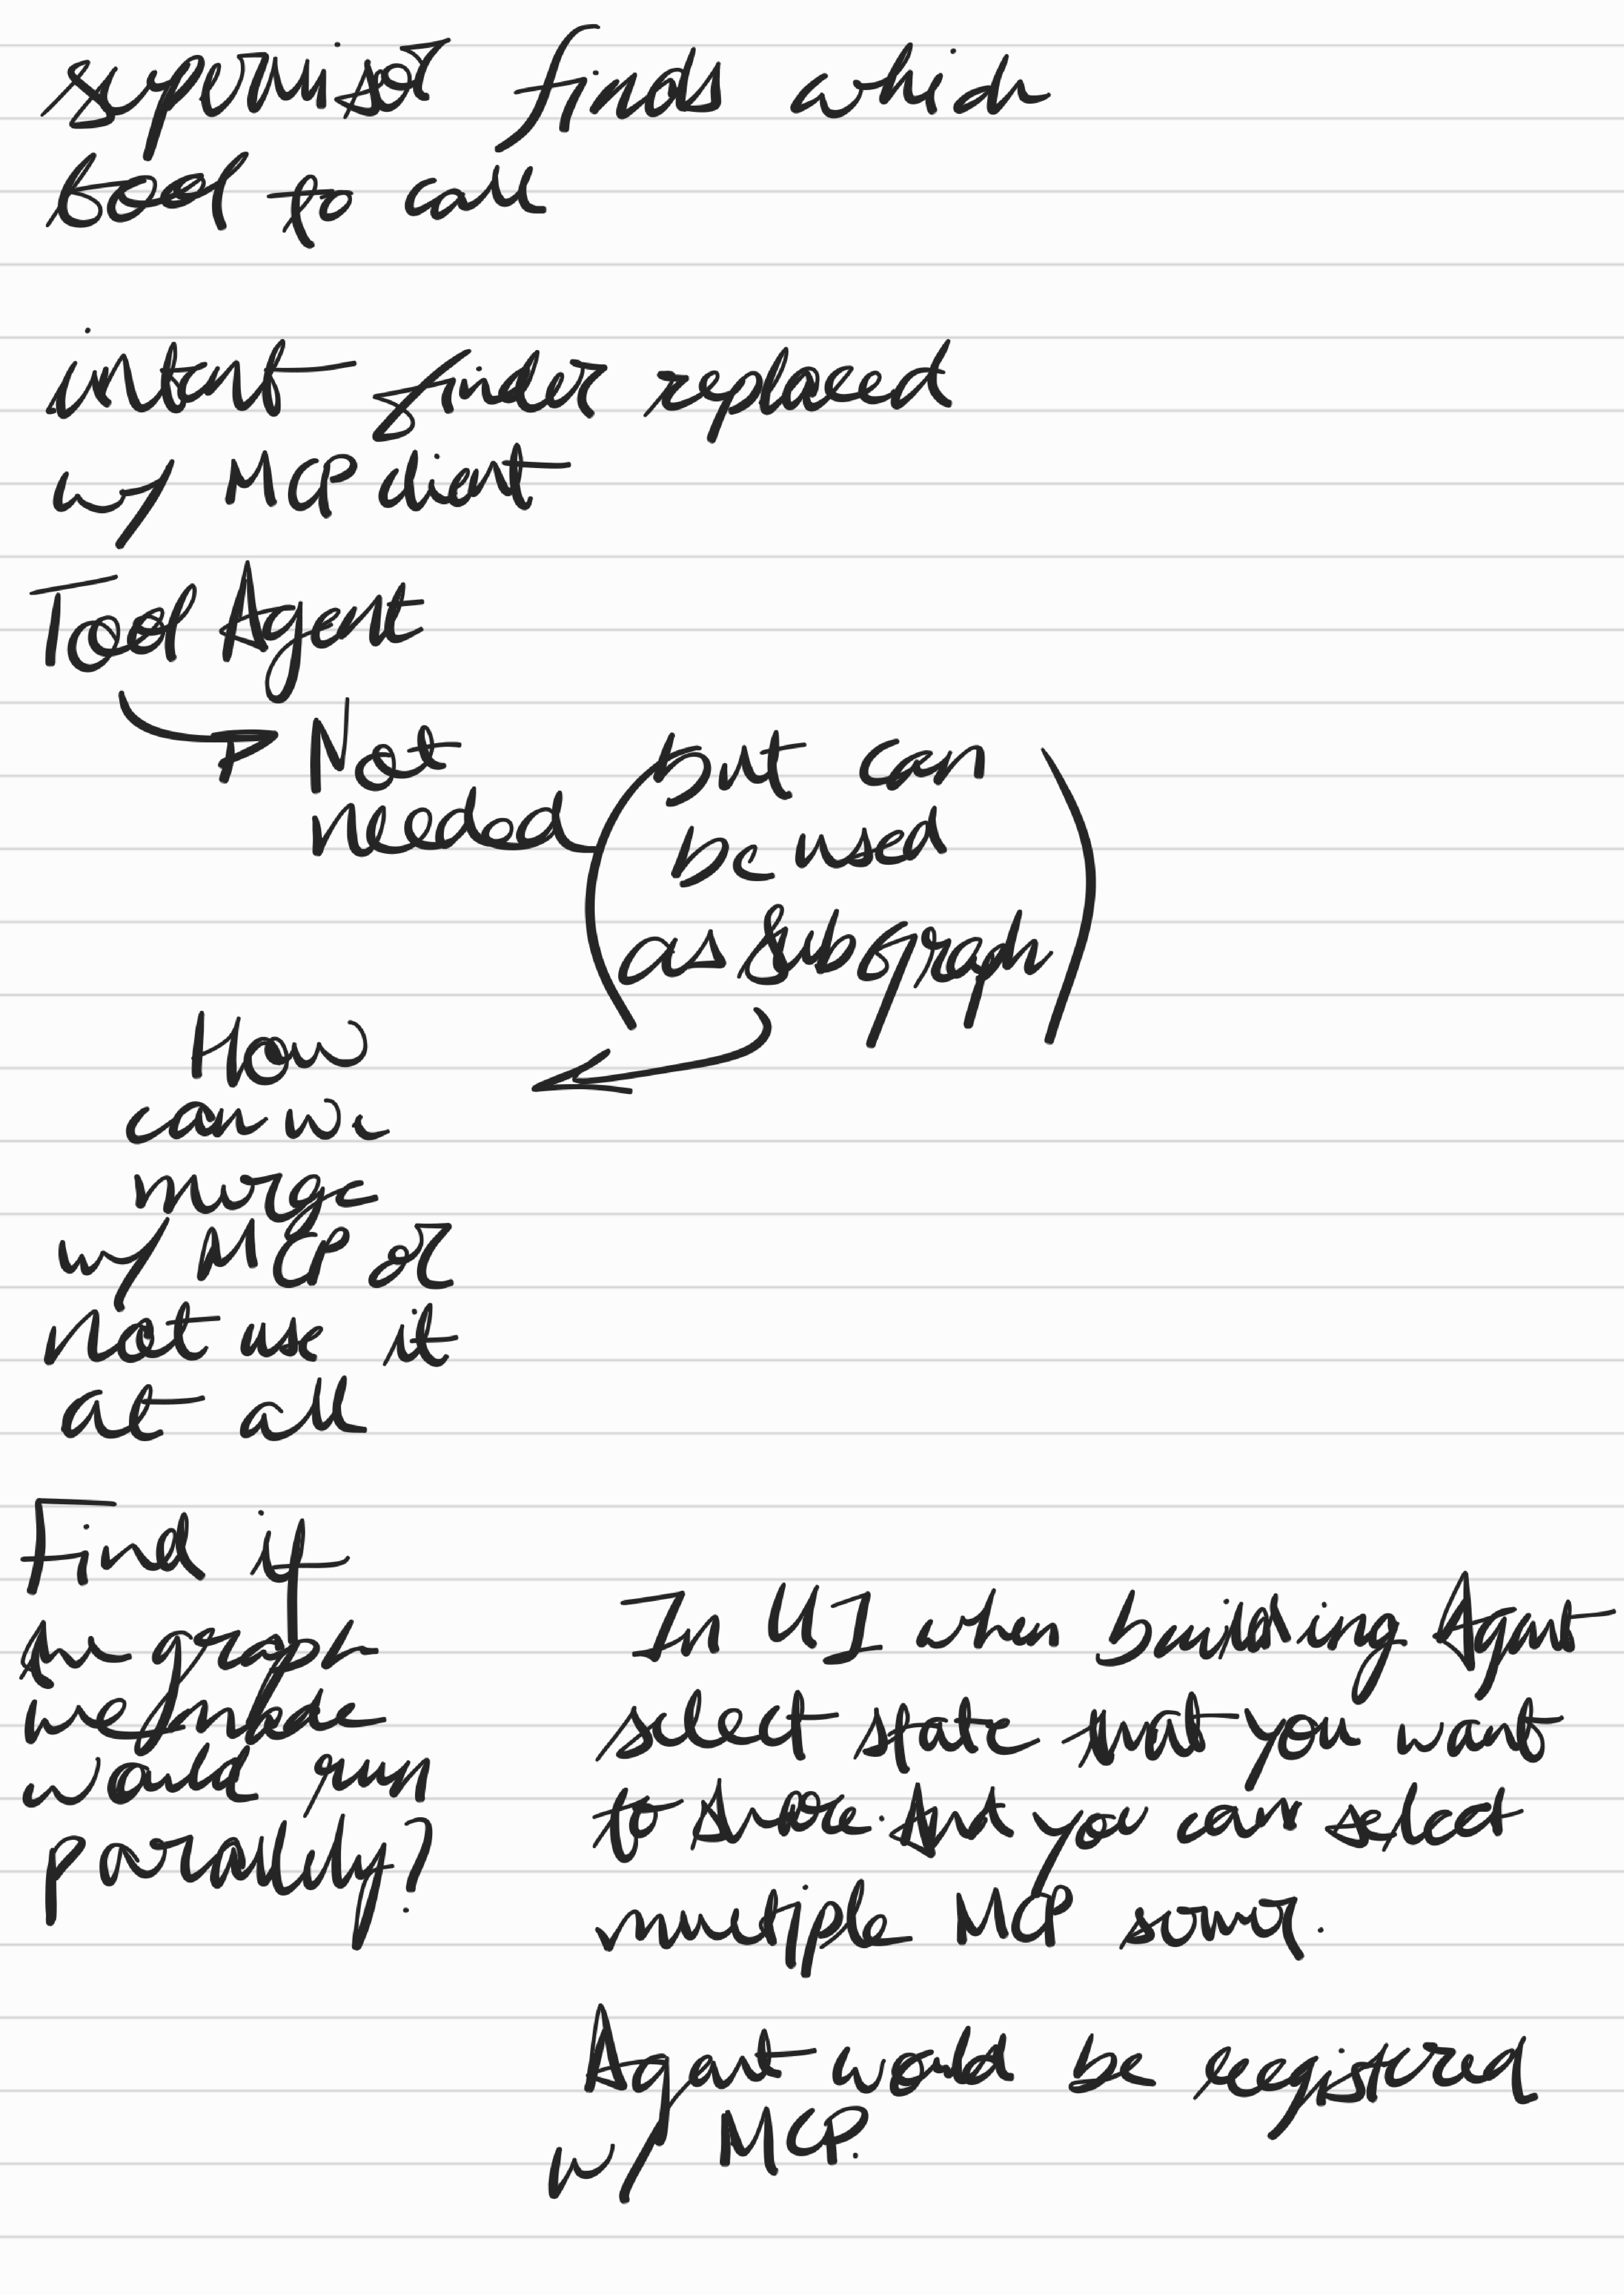 supervisor finds which
tool to call
intent finder replaced
w/ MCP client
Tool Agent
Not
needed
(but can
be used
as subgraph)
How
can we
merge
w/ MCP or
not use it
at all
Find if
the graph
we made
would run
parallely?
In UI when building Agent
select state that you want
to share. And you can select
multiple MCP server.
Agent would be registered
w/ MCP.